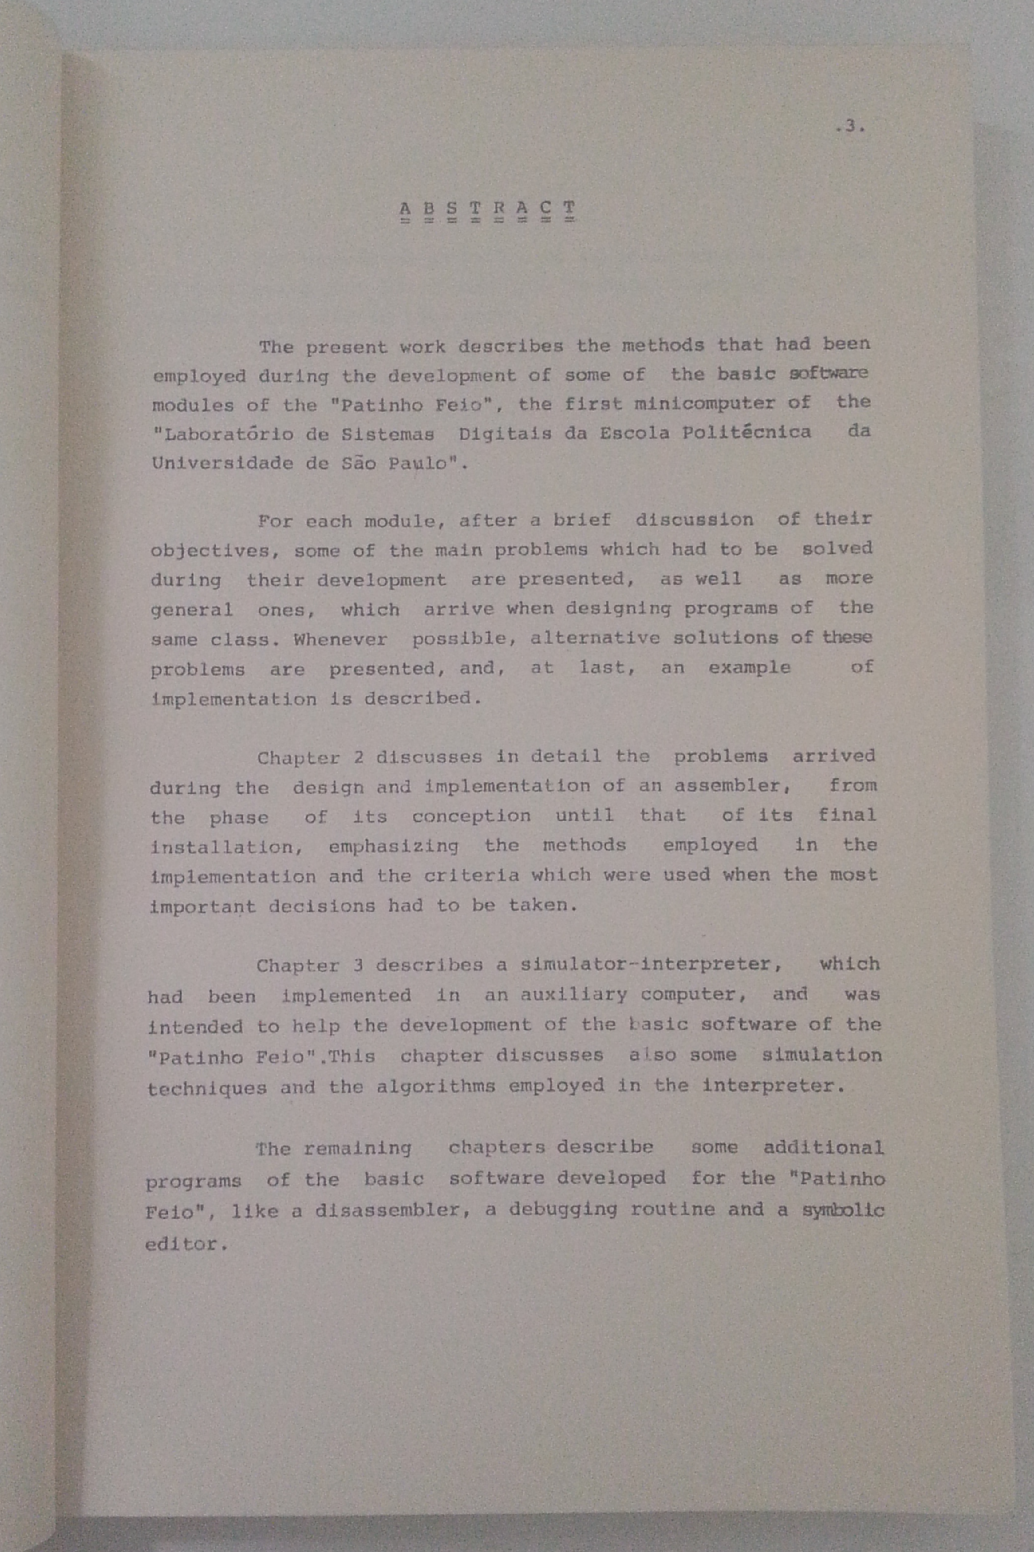 .3.
A B S T R A C T
The present work describes the methods that had been
employed during the development of some of the basic software
modules of the "Patinho Feio", the first minicomputer of the
"Laboratório de Sistemas Digitais da Escola Politécnica da
Universidade de São Paulo".
For each module, after a brief discussion of their
objectives, some of the main problems which had to be solved
during their development are presented, as well as more
general ones, which arrive when designing programs of the
same class. Whenever possible, alternative solutions of these
problems are presented, and, at last, an example of
implementation is described.
Chapter 2 discusses in detail the problems arrived
during the design and implementation of an assembler, from
the phase of its conception until that of its final
installation, emphasizing the methods employed in the
implementation and the criteria which were used when the most
important decisions had to be taken.
Chapter 3 describes a simulator-interpreter, which
had been implemented in an auxiliary computer, and was
intended to help the development of the basic software of the
"Patinho Feio".This chapter discusses also some simulation
techniques and the algorithms employed in the interpreter.
The remaining chapters describe some additional
programs of the basic software developed for the "Patinho
Feio", like a disassembler, a debugging routine and a symbolic
editor.